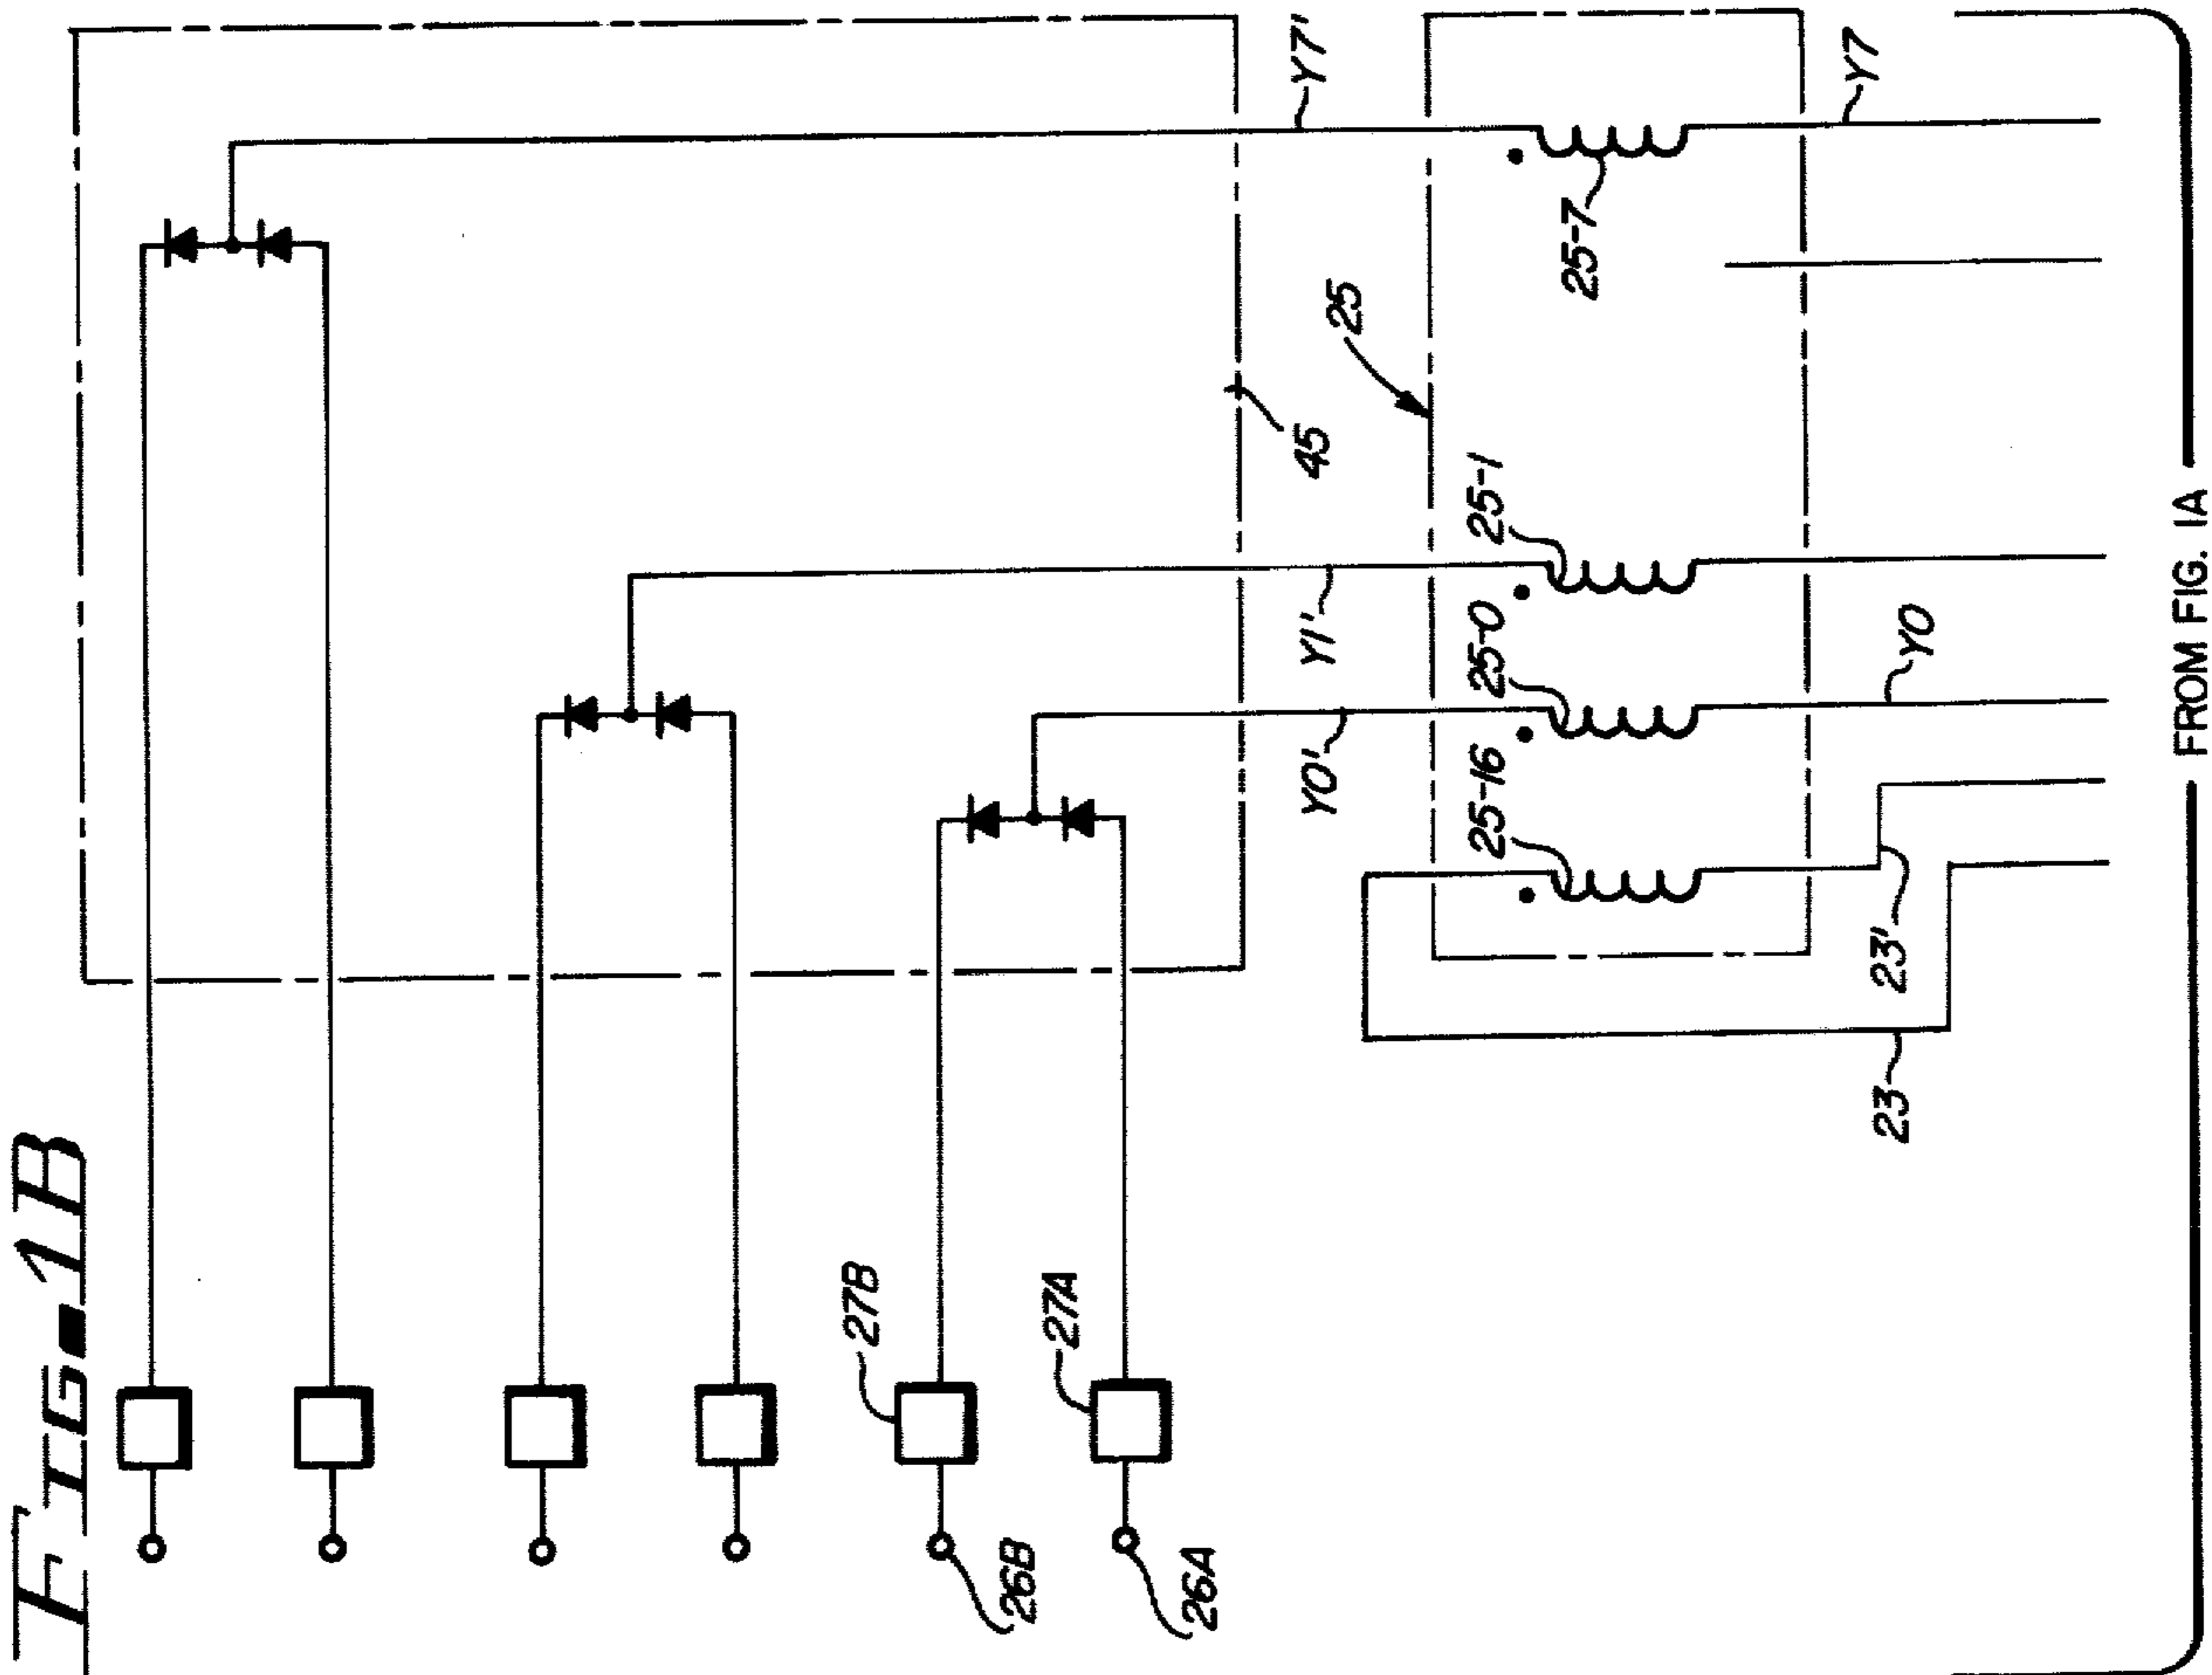 Fig-1B
27B
26B
27A
26A
45
25
Y7'
Y1'
Y0'
25-7
25-1
25-0
25-16
Y7
Y0
23'
23
FROM FIG. 1A